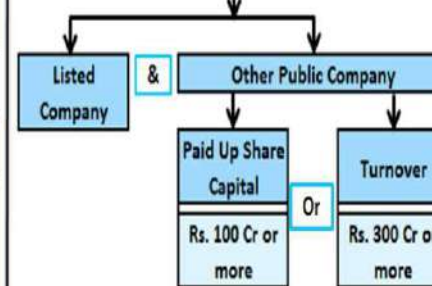 Listed
Company
&
Other Public Company
Paid Up Share
Capital
Rs. 100 Cr or
more
Or
Turnover
Rs. 300 Cr o
more